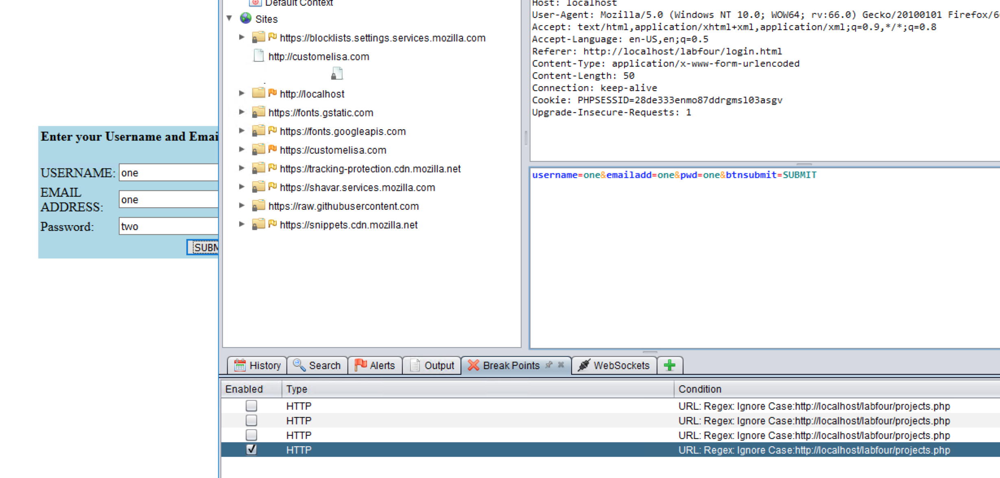 Default Context
Sites
https://blocklists.settings.services.mozilla.com
http://customelisa.com
http://localhost
https://fonts.gstatic.com
https://fonts.googleapis.com
https://customelisa.com
https://tracking-protection.cdn.mozilla.net
https://shavar.services.mozilla.com
https://raw.githubusercontent.com
https://snippets.cdn.mozilla.net
Enter your Username and Emai
USERNAME: one
EMAIL
ADDRESS: one
Password: two
SUBM
Host: localhost
User-Agent: Mozilla/5.0 (Windows NT 10.0; WOW64; rv:66.0) Gecko/20100101 Firefox/6
Accept: text/html,application/xhtml+xml,application/xml;q=0.9,*/*;q=0.8
Accept-Language: en-US,en;q=0.5
Referer: http://localhost/labfour/login.html
Content-Type: application/x-www-form-urlencoded
Content-Length: 50
Connection: keep-alive
Cookie: PHPSESSID=28de333enmo87ddrgmsl03asgv
Upgrade-Insecure-Requests: 1
username=one&emailadd=one&pwd=one&btnsubmit=SUBMIT
History Search Alerts Output Break Points WebSockets
Enabled Type Condition
HTTP URL: Regex: Ignore Case:http://localhost/labfour/projects.php
HTTP URL: Regex: Ignore Case:http://localhost/labfour/projects.php
HTTP URL: Regex: Ignore Case:http://localhost/labfour/projects.php
HTTP URL: Regex: Ignore Case:http://localhost/labfour/projects.php